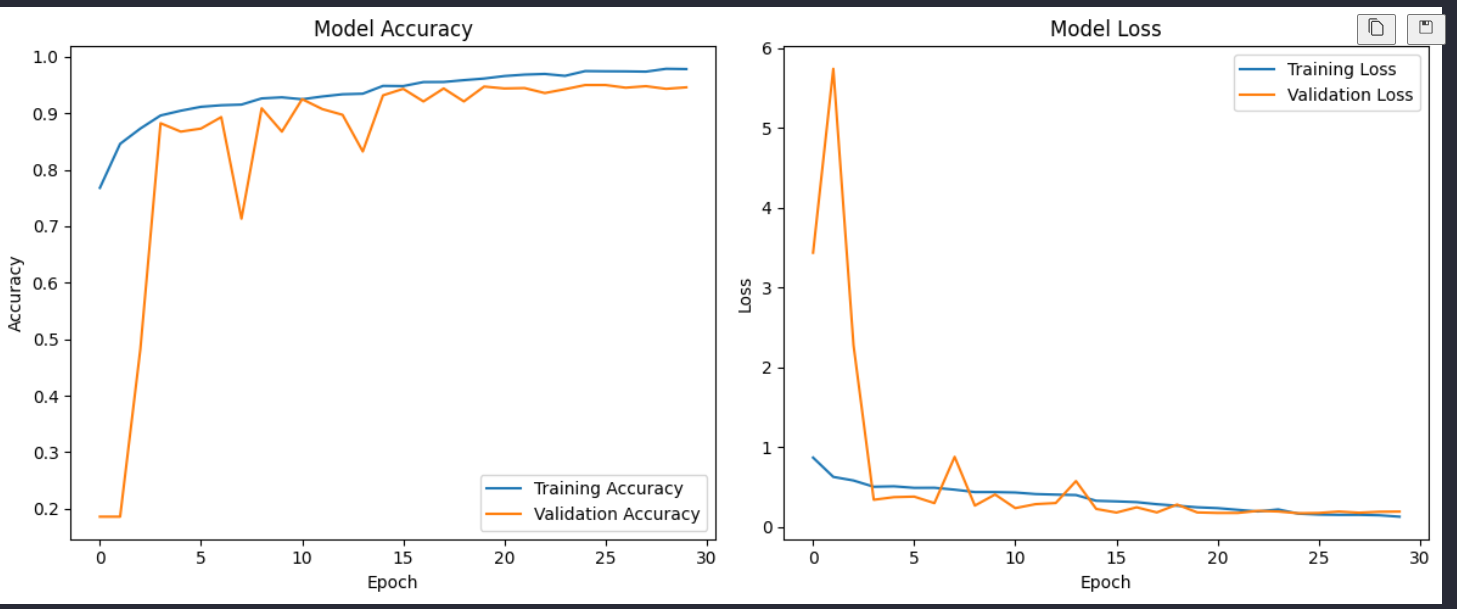 Model Accuracy
1.0
0.9
0.8
0.7
0.6
0.5
0.4
0.3
0.2
Accuracy
Training Accuracy
Validation Accuracy
0 5 10 15 20 25 30
Epoch
Model Loss
6
5
4
3
2
1
0
Loss
Training Loss
Validation Loss
0 5 10 15 20 25 30
Epoch